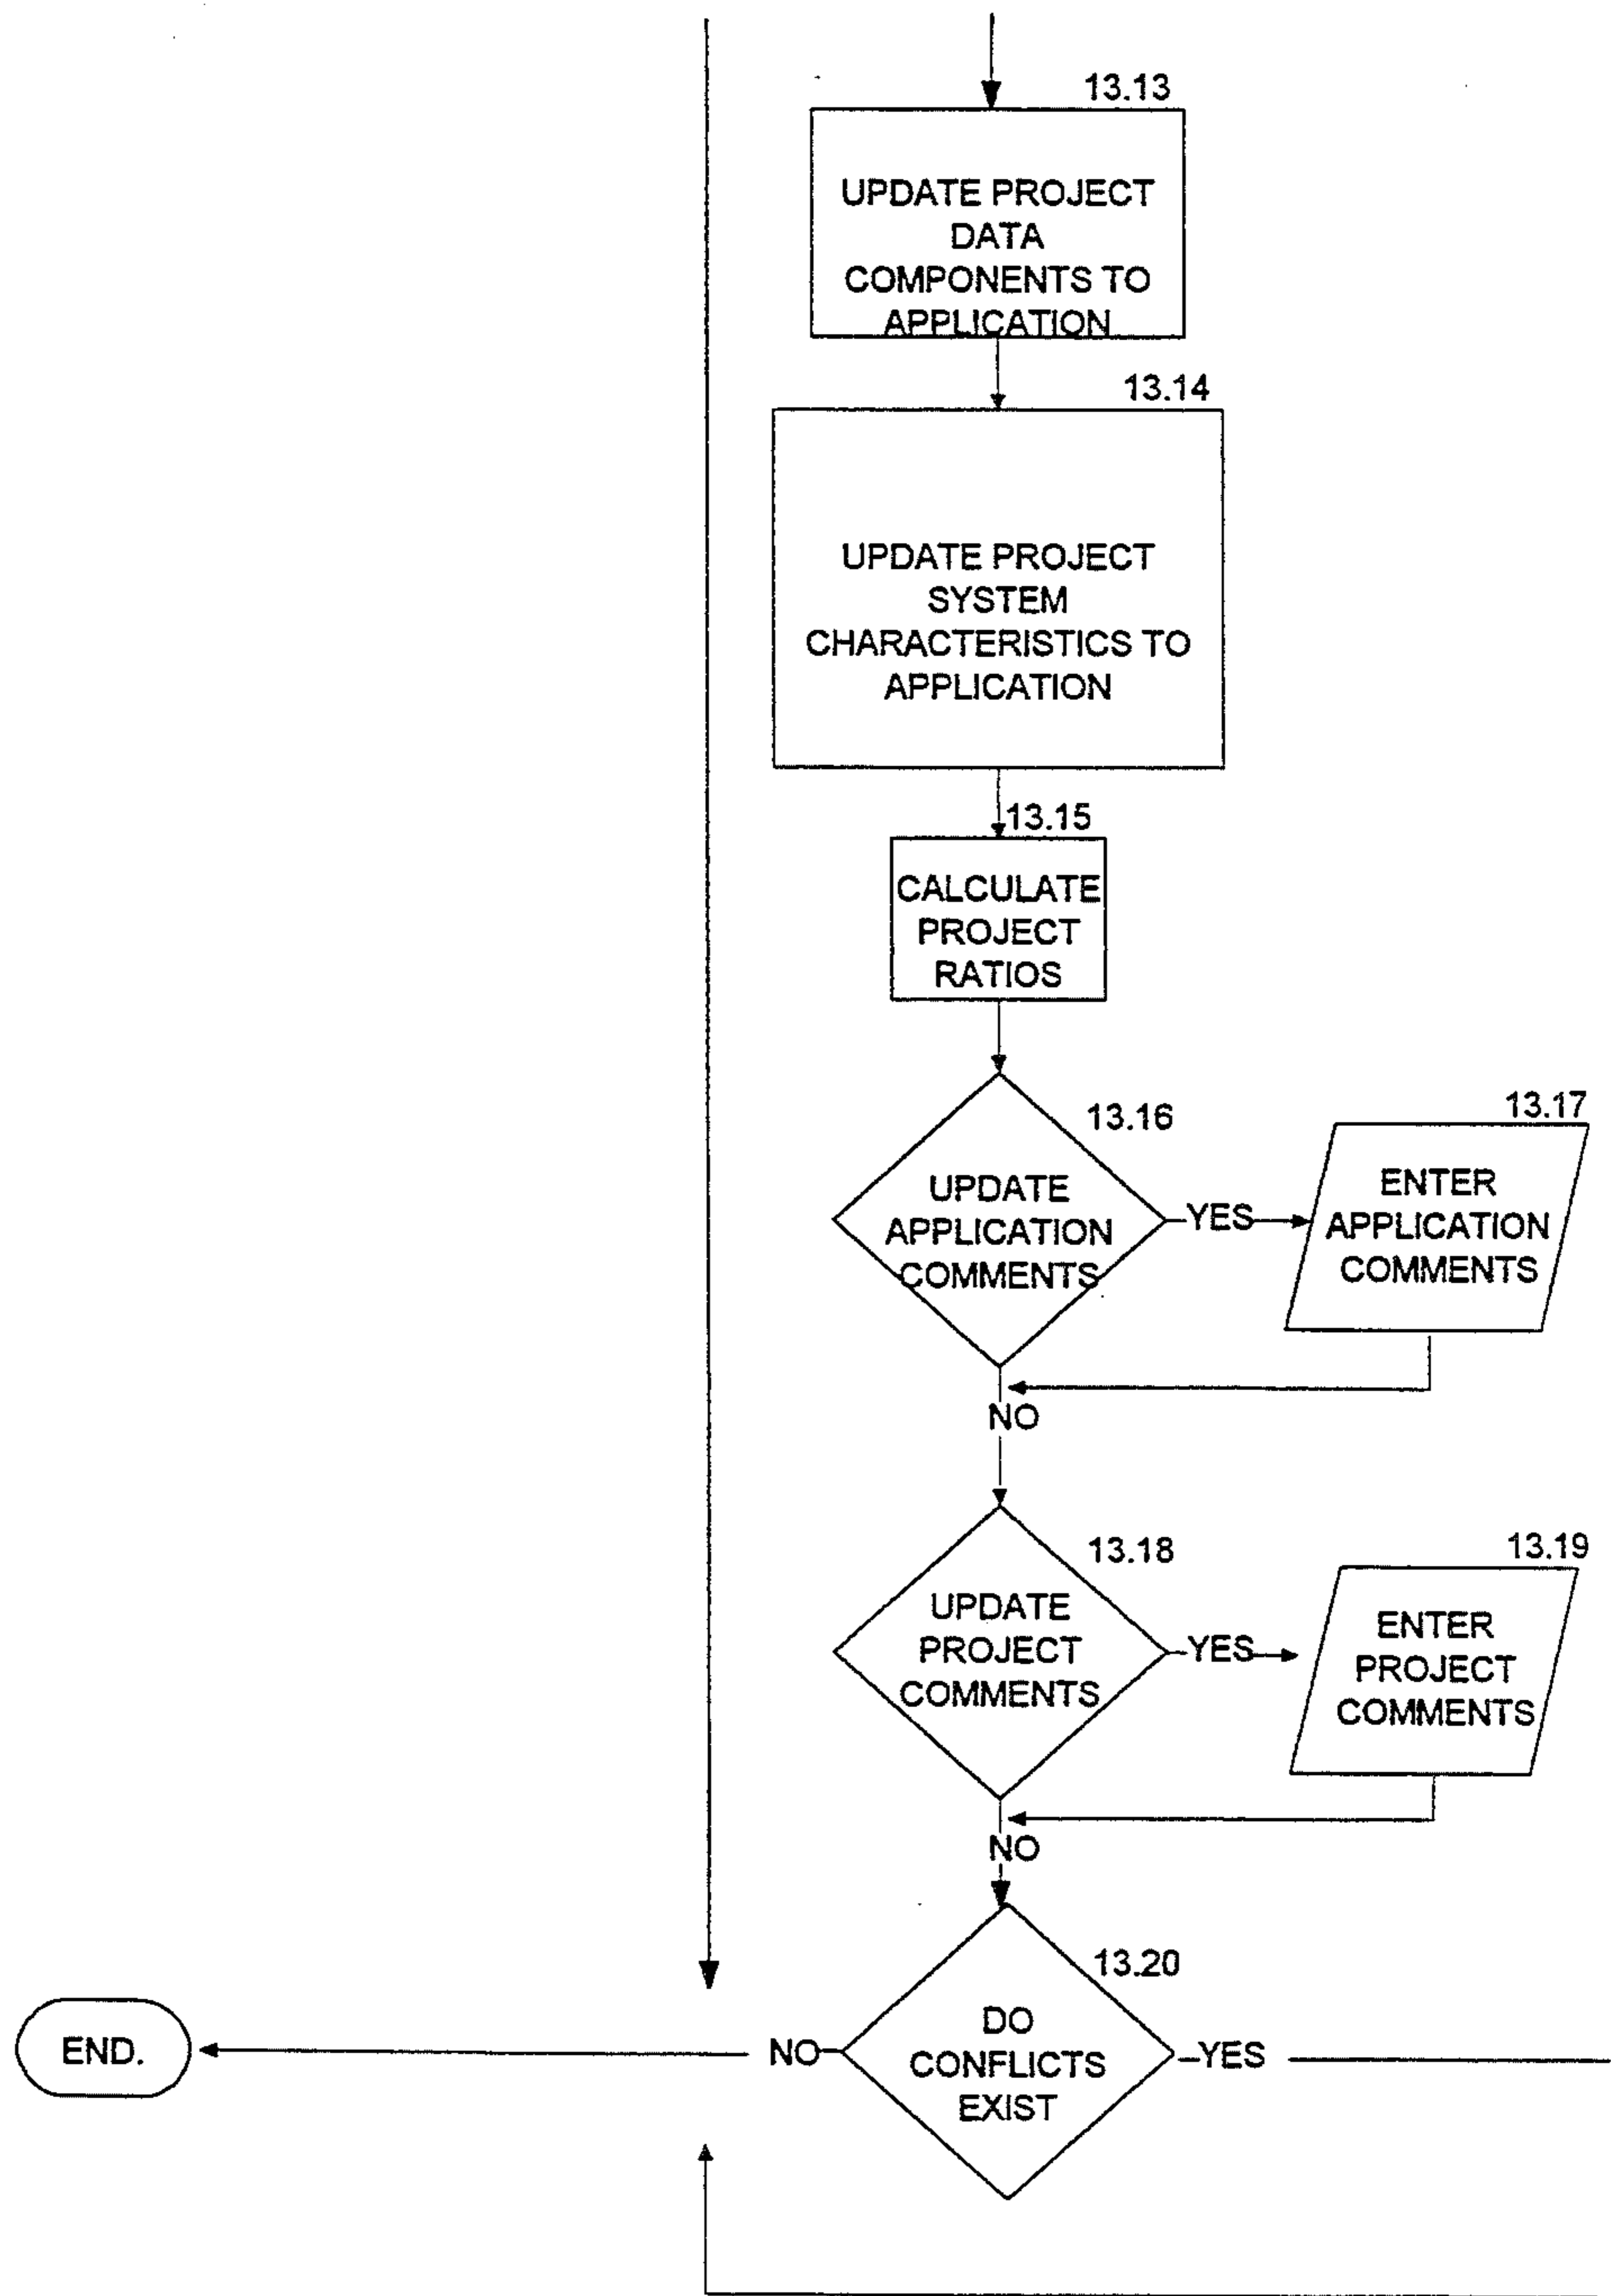 13.13
UPDATE PROJECT
DATA
COMPONENTS TO
APPLICATION
13.14
UPDATE PROJECT
SYSTEM
CHARACTERISTICS TO
APPLICATION
13.15
CALCULATE
PROJECT
RATIOS
13.16
UPDATE
APPLICATION
COMMENTS
YES
13.17
ENTER
APPLICATION
COMMENTS
NO
13.18
UPDATE
PROJECT
COMMENTS
YES
13.19
ENTER
PROJECT
COMMENTS
NO
13.20
DO
CONFLICTS
EXIST
NO
YES
END.